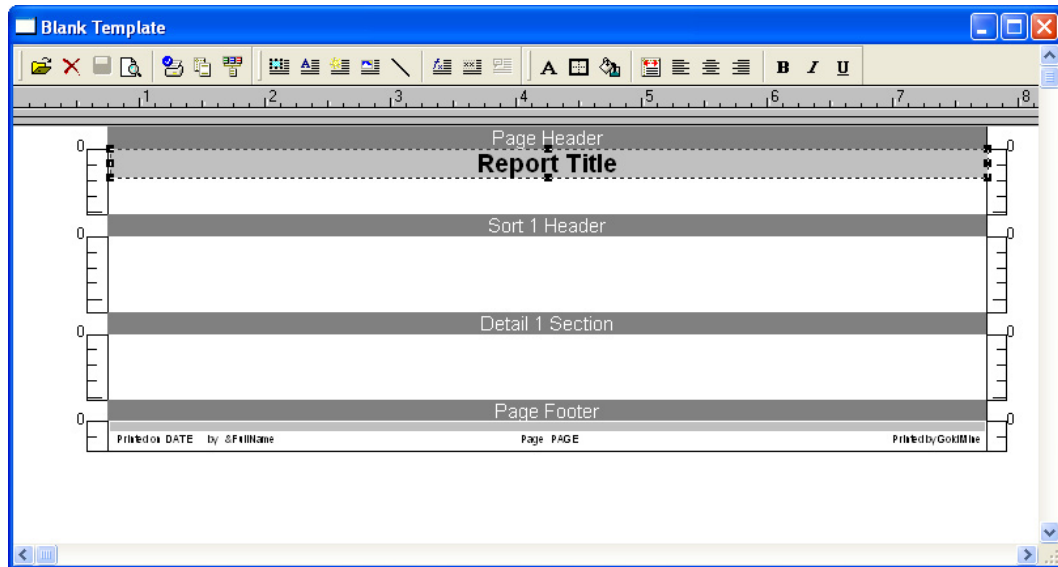 Blank Template
A B I U
1 2 3 4 5 6 7 8
Page Header
0 0
Report Title
Sort 1 Header
0 0
Detail 1 Section
0 0
Page Footer
0 0
Printed on DATE by &FullName Page PAGE Printed by GoldMine